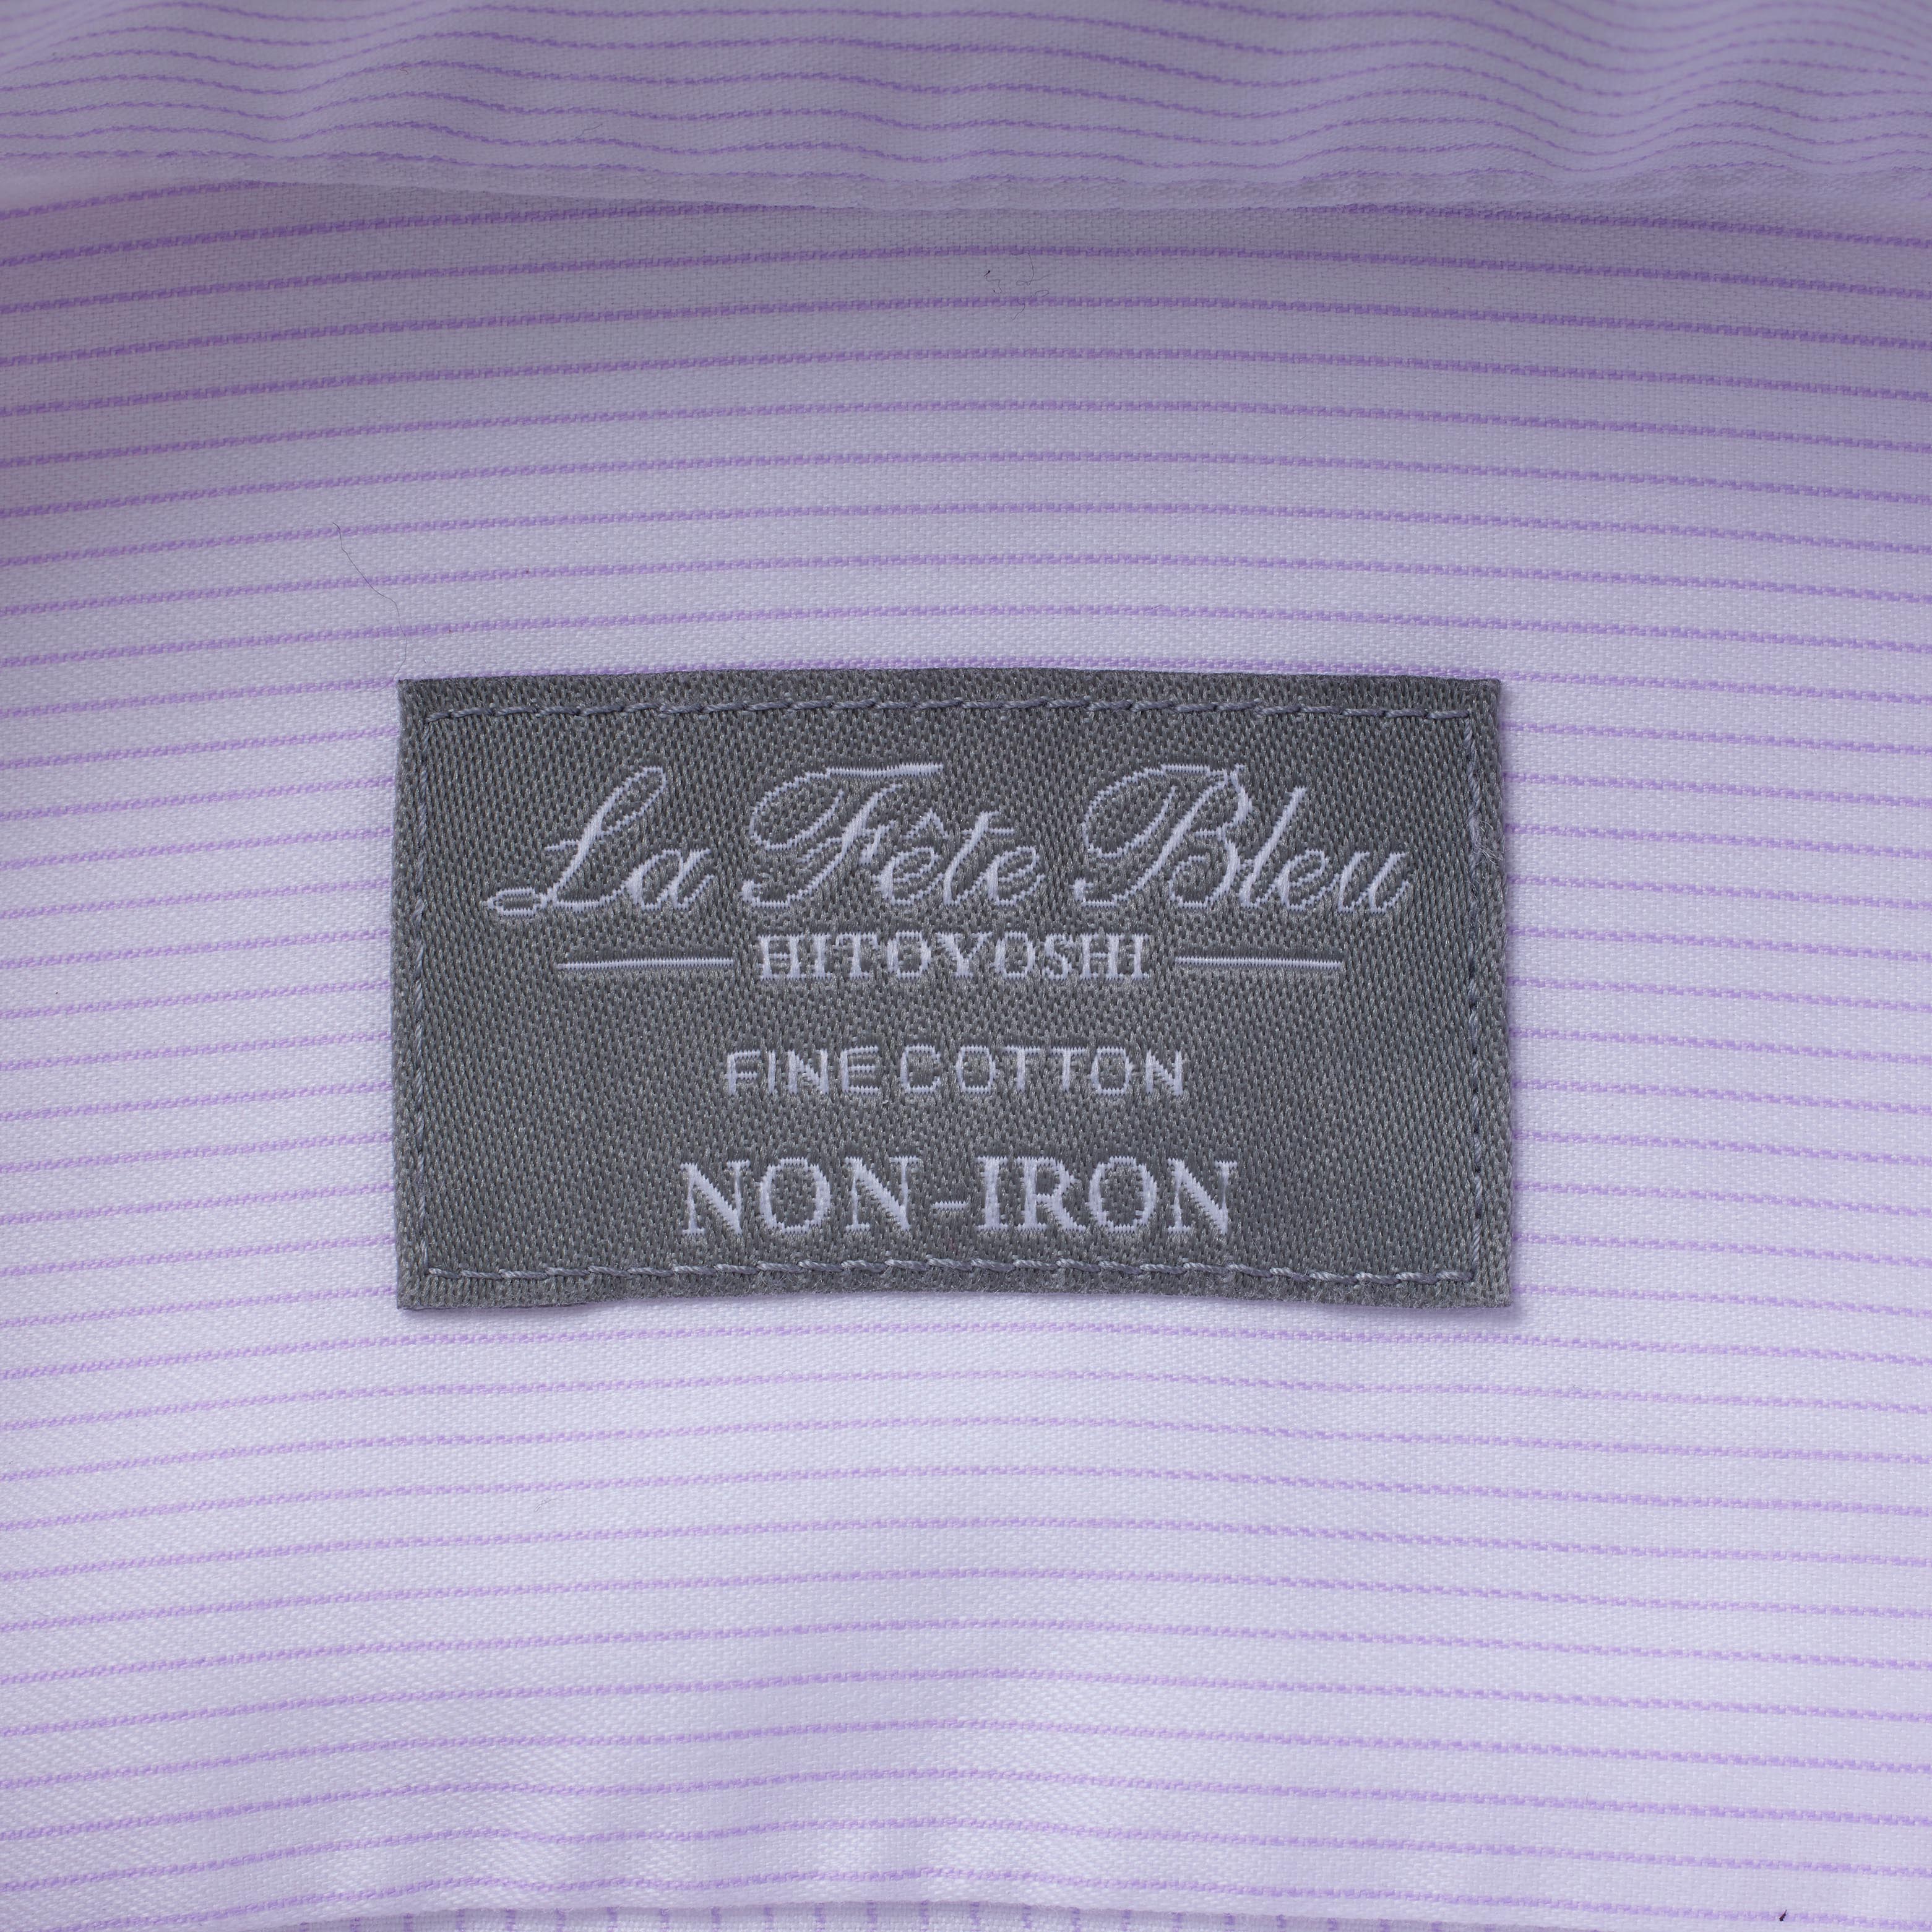 La Fête Bleu
HITOYOSHI
FINE COTTON
NON-IRON